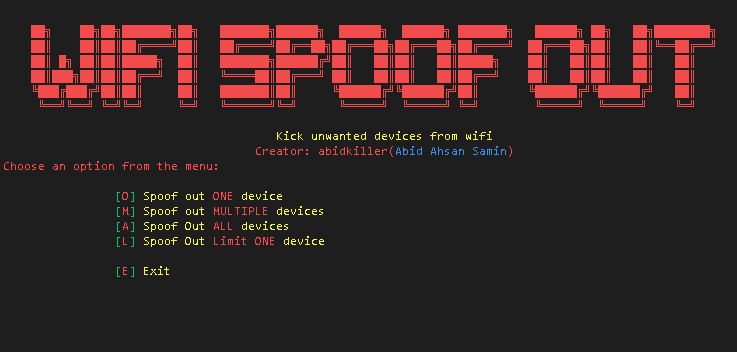 WIFI SPOOF OUT
Kick unwanted devices from wifi
Creator: abidkiller(Abid Ahsan Samin)
Choose an option from the menu:
[O] Spoof out ONE device
[M] Spoof out MULTIPLE devices
[A] Spoof Out ALL devices
[L] Spoof Out Limit ONE device
[E] Exit